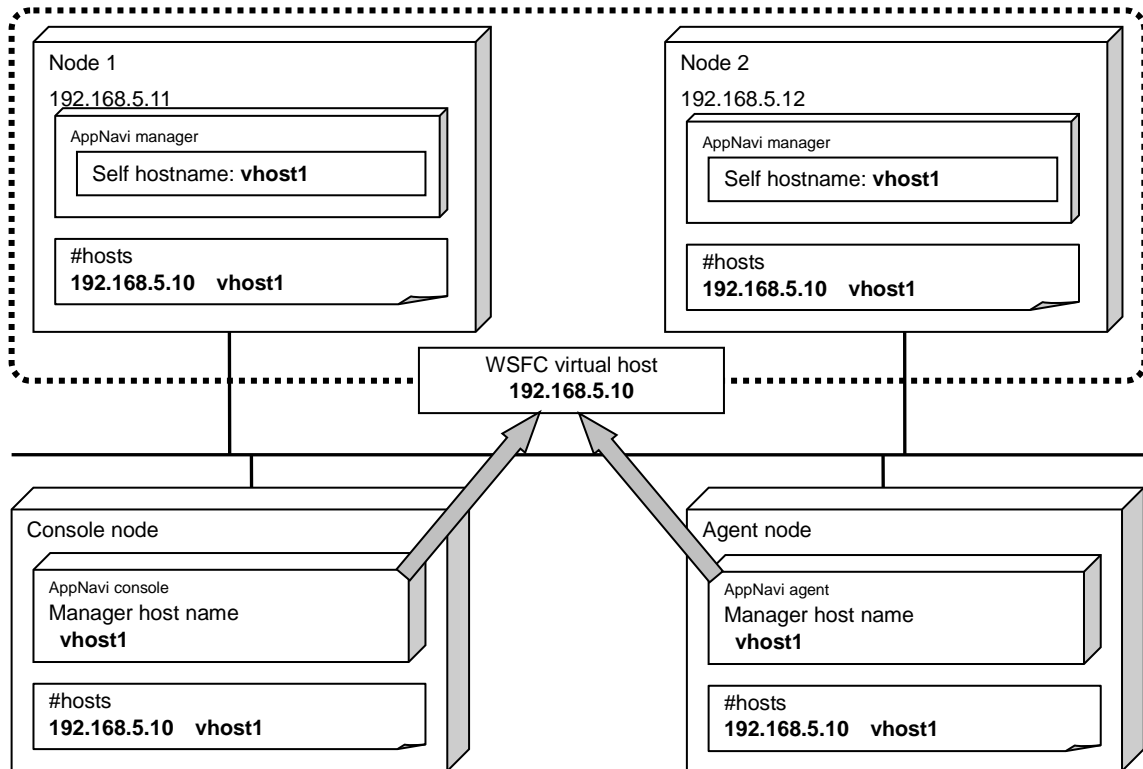 Node 1
192.168.5.11
AppNavi manager
Self hostname: vhost1
#hosts
192.168.5.10 vhost1
Node 2
192.168.5.12
AppNavi manager
Self hostname: vhost1
#hosts
192.168.5.10 vhost1
WSFC virtual host
192.168.5.10
Console node
AppNavi console
Manager host name
vhost1
#hosts
192.168.5.10 vhost1
Agent node
AppNavi agent
Manager host name
vhost1
#hosts
192.168.5.10 vhost1